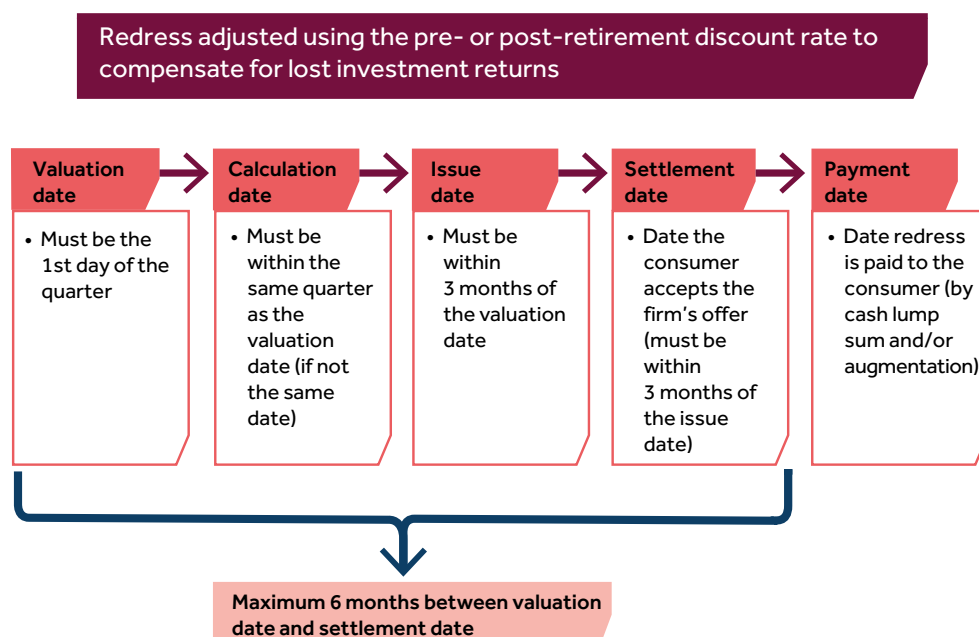 Redress adjusted using the pre- or post-retirement discount rate to
compensate for lost investment returns
Valuation
date
• Must be the
1st day of the
quarter
Calculation
date
• Must be
within the
same quarter
as the
valuation
date (if not
the same
date)
Issue
date
• Must be
within
3 months of
the valuation
date
Settlement
date
• Date the
consumer
accepts the
firm's offer
(must be
within
3 months of
the issue
date)
Payment
date
• Date redress
is paid to the
consumer (by
cash lump
sum and/or
augmentation)
Maximum 6 months between valuation
date and settlement date